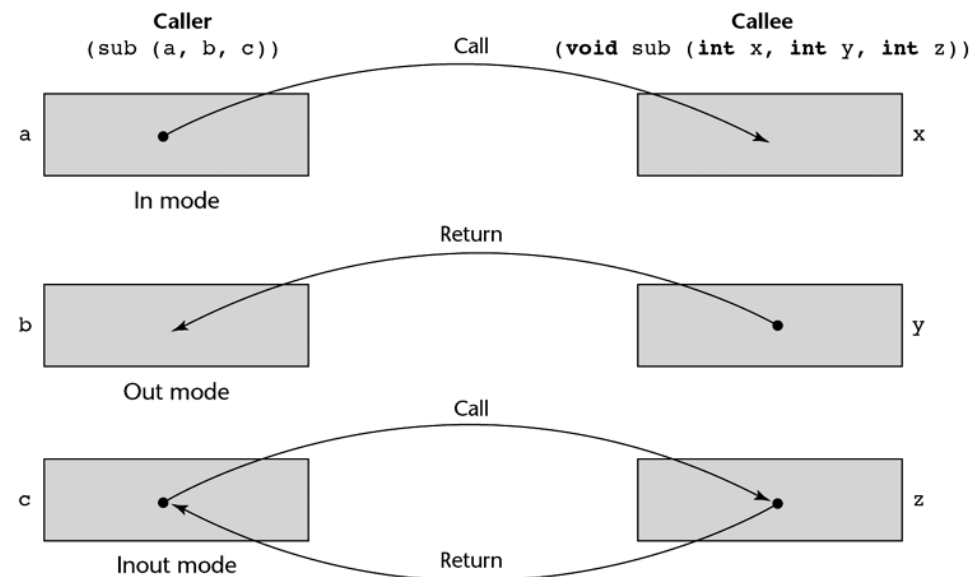 Caller
(sub (a, b, c))
Call
Callee
(void sub (int x, int y, int z))
a
x
In mode
Return
b
y
Out mode
Call
c
z
Inout mode
Return